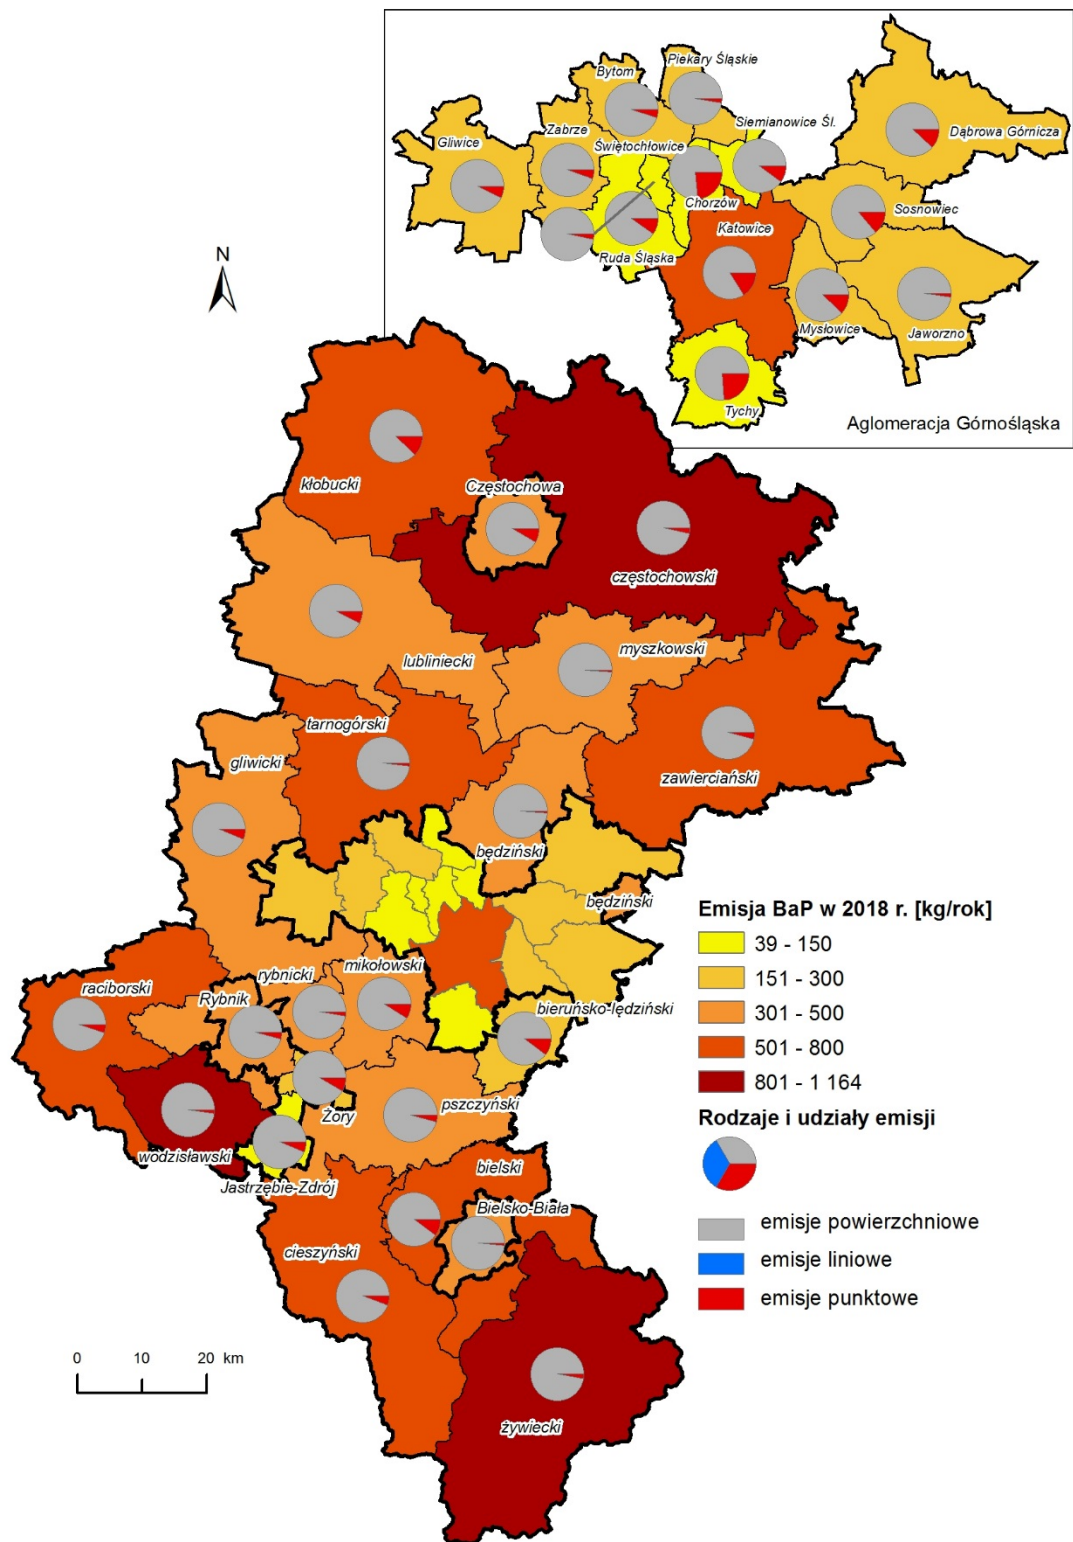 Piekary Śląskie
Bytom
Siemianowice Śl.
Zabrze
Dąbrowa Górnicza
Gliwice
Świętochłowice
Chorzów
Sosnowiec
Katowice
Ruda Śląska
Mysłowice
Jaworzno
Tychy
Aglomeracja Górnośląska
N
kłobucki
Częstochowa
częstochowski
lubliniecki
myszkowski
tarnogórski
gliwicki
zawierciański
będziński
będziński
Emisja BaP w 2018 r. [kg/rok]
39 - 150
151 - 300
301 - 500
501 - 800
801 - 1 164
Rodzaje i udziały emisji
emisje powierzchniowe
emisje liniowe
emisje punktowe
mikołowski
rybnicki
raciborski
Rybnik
bieruńsko-lędziński
pszczyński
Żory
wodzisławski
Jastrzębie-Zdrój
bielski
Bielsko-Biała
cieszyński
żywiecki
0 10 20 km